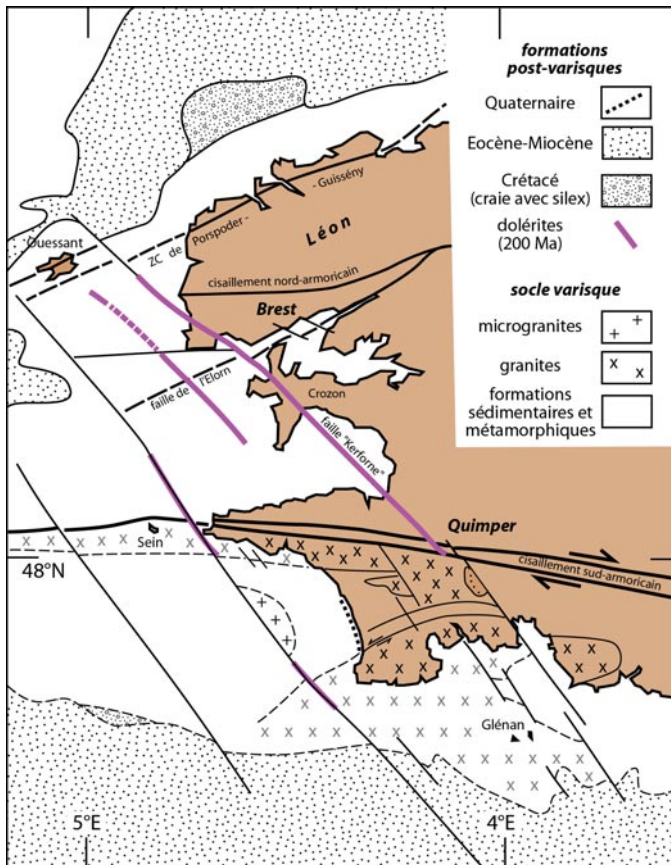 formations
post-varisques
Quaternaire
Eocène-Miocène
Crétacé
(craie avec silex)
dolérites
(200 Ma)
socle varisque
microgranites
granites
formations
sédimentaires et
métamorphiques
Ouessant
ZC de Porspoder - - Guissény
Léon
cisaillement nord-armoricain
Brest
faille de l'Elorn
Crozon
faille "Kerforne"
Quimper
Sein
48°N
cisaillement sud-armoricain
Glénan
5°E
4°E